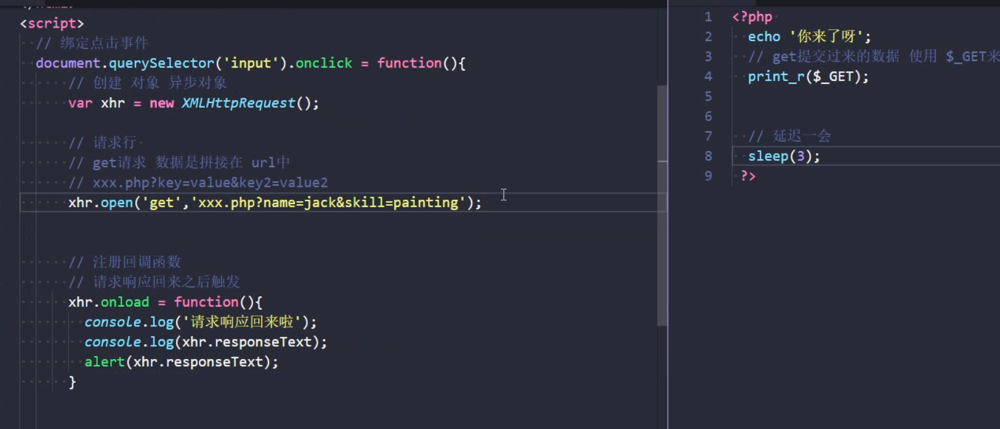 <script>
// 绑定点击事件
document.querySelector('input').onclick = function(){
// 创建 对象 异步对象
var xhr = new XMLHttpRequest();
// 请求行
// get请求 数据是拼接在 url中
// xxx.php?key=value&key2=value2
xhr.open('get','xxx.php?name=jack&skill=painting');
// 注册回调函数
// 请求响应回来之后触发
xhr.onload = function(){
console.log('请求响应回来啦');
console.log(xhr.responseText);
alert(xhr.responseText);
}
1 <?php
2 echo '你来了呀';
3 // get提交过来的数据 使用 $_GET来
4 print_r($_GET);
5
6
7 // 延迟一会
8 sleep(3);
9 ?>